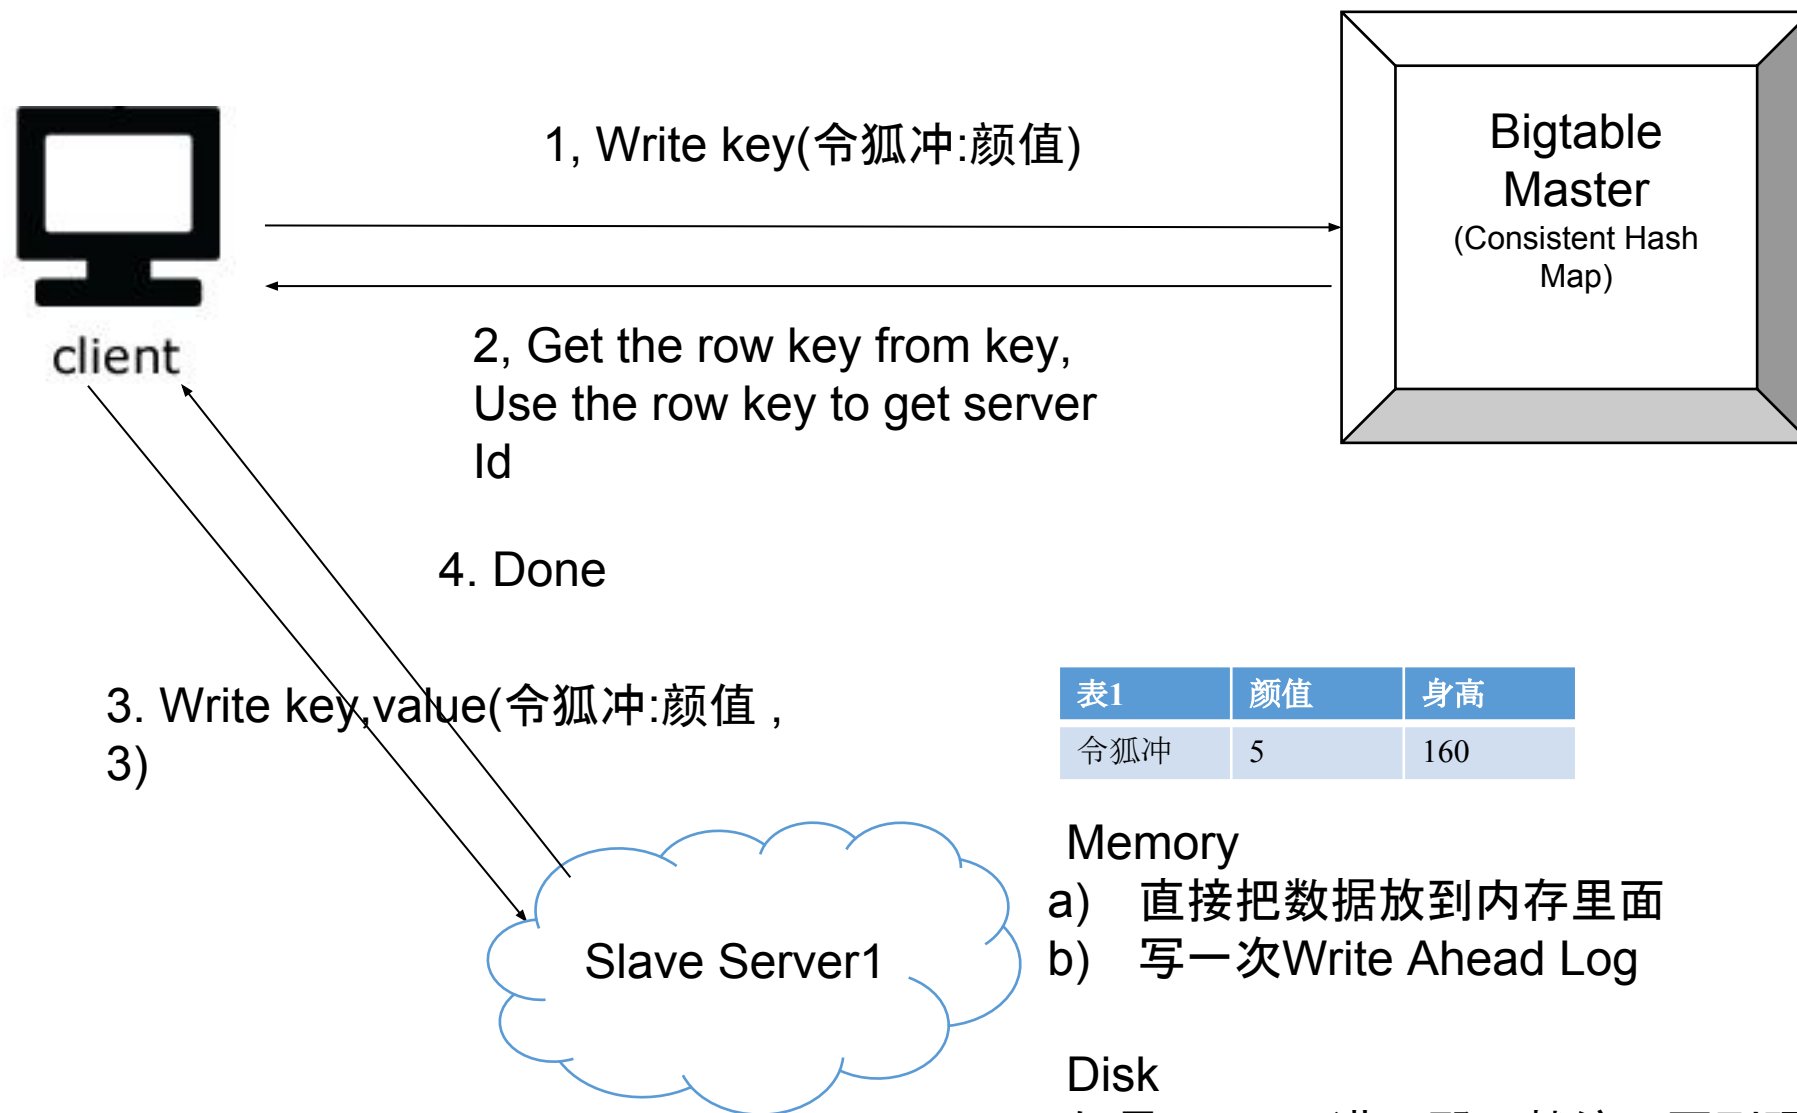 1, Write key(令狐冲:颜值)
Bigtable
Master
(Consistent Hash
Map)
client
2, Get the row key from key,
Use the row key to get server
Id
4. Done
3. Write key,value(令狐冲:颜值 ,
3)
表1 颜值 身高
令狐冲 5 160
Slave Server1
Memory
a) 直接把数据放到内存里面
b) 写一次Write Ahead Log
Disk